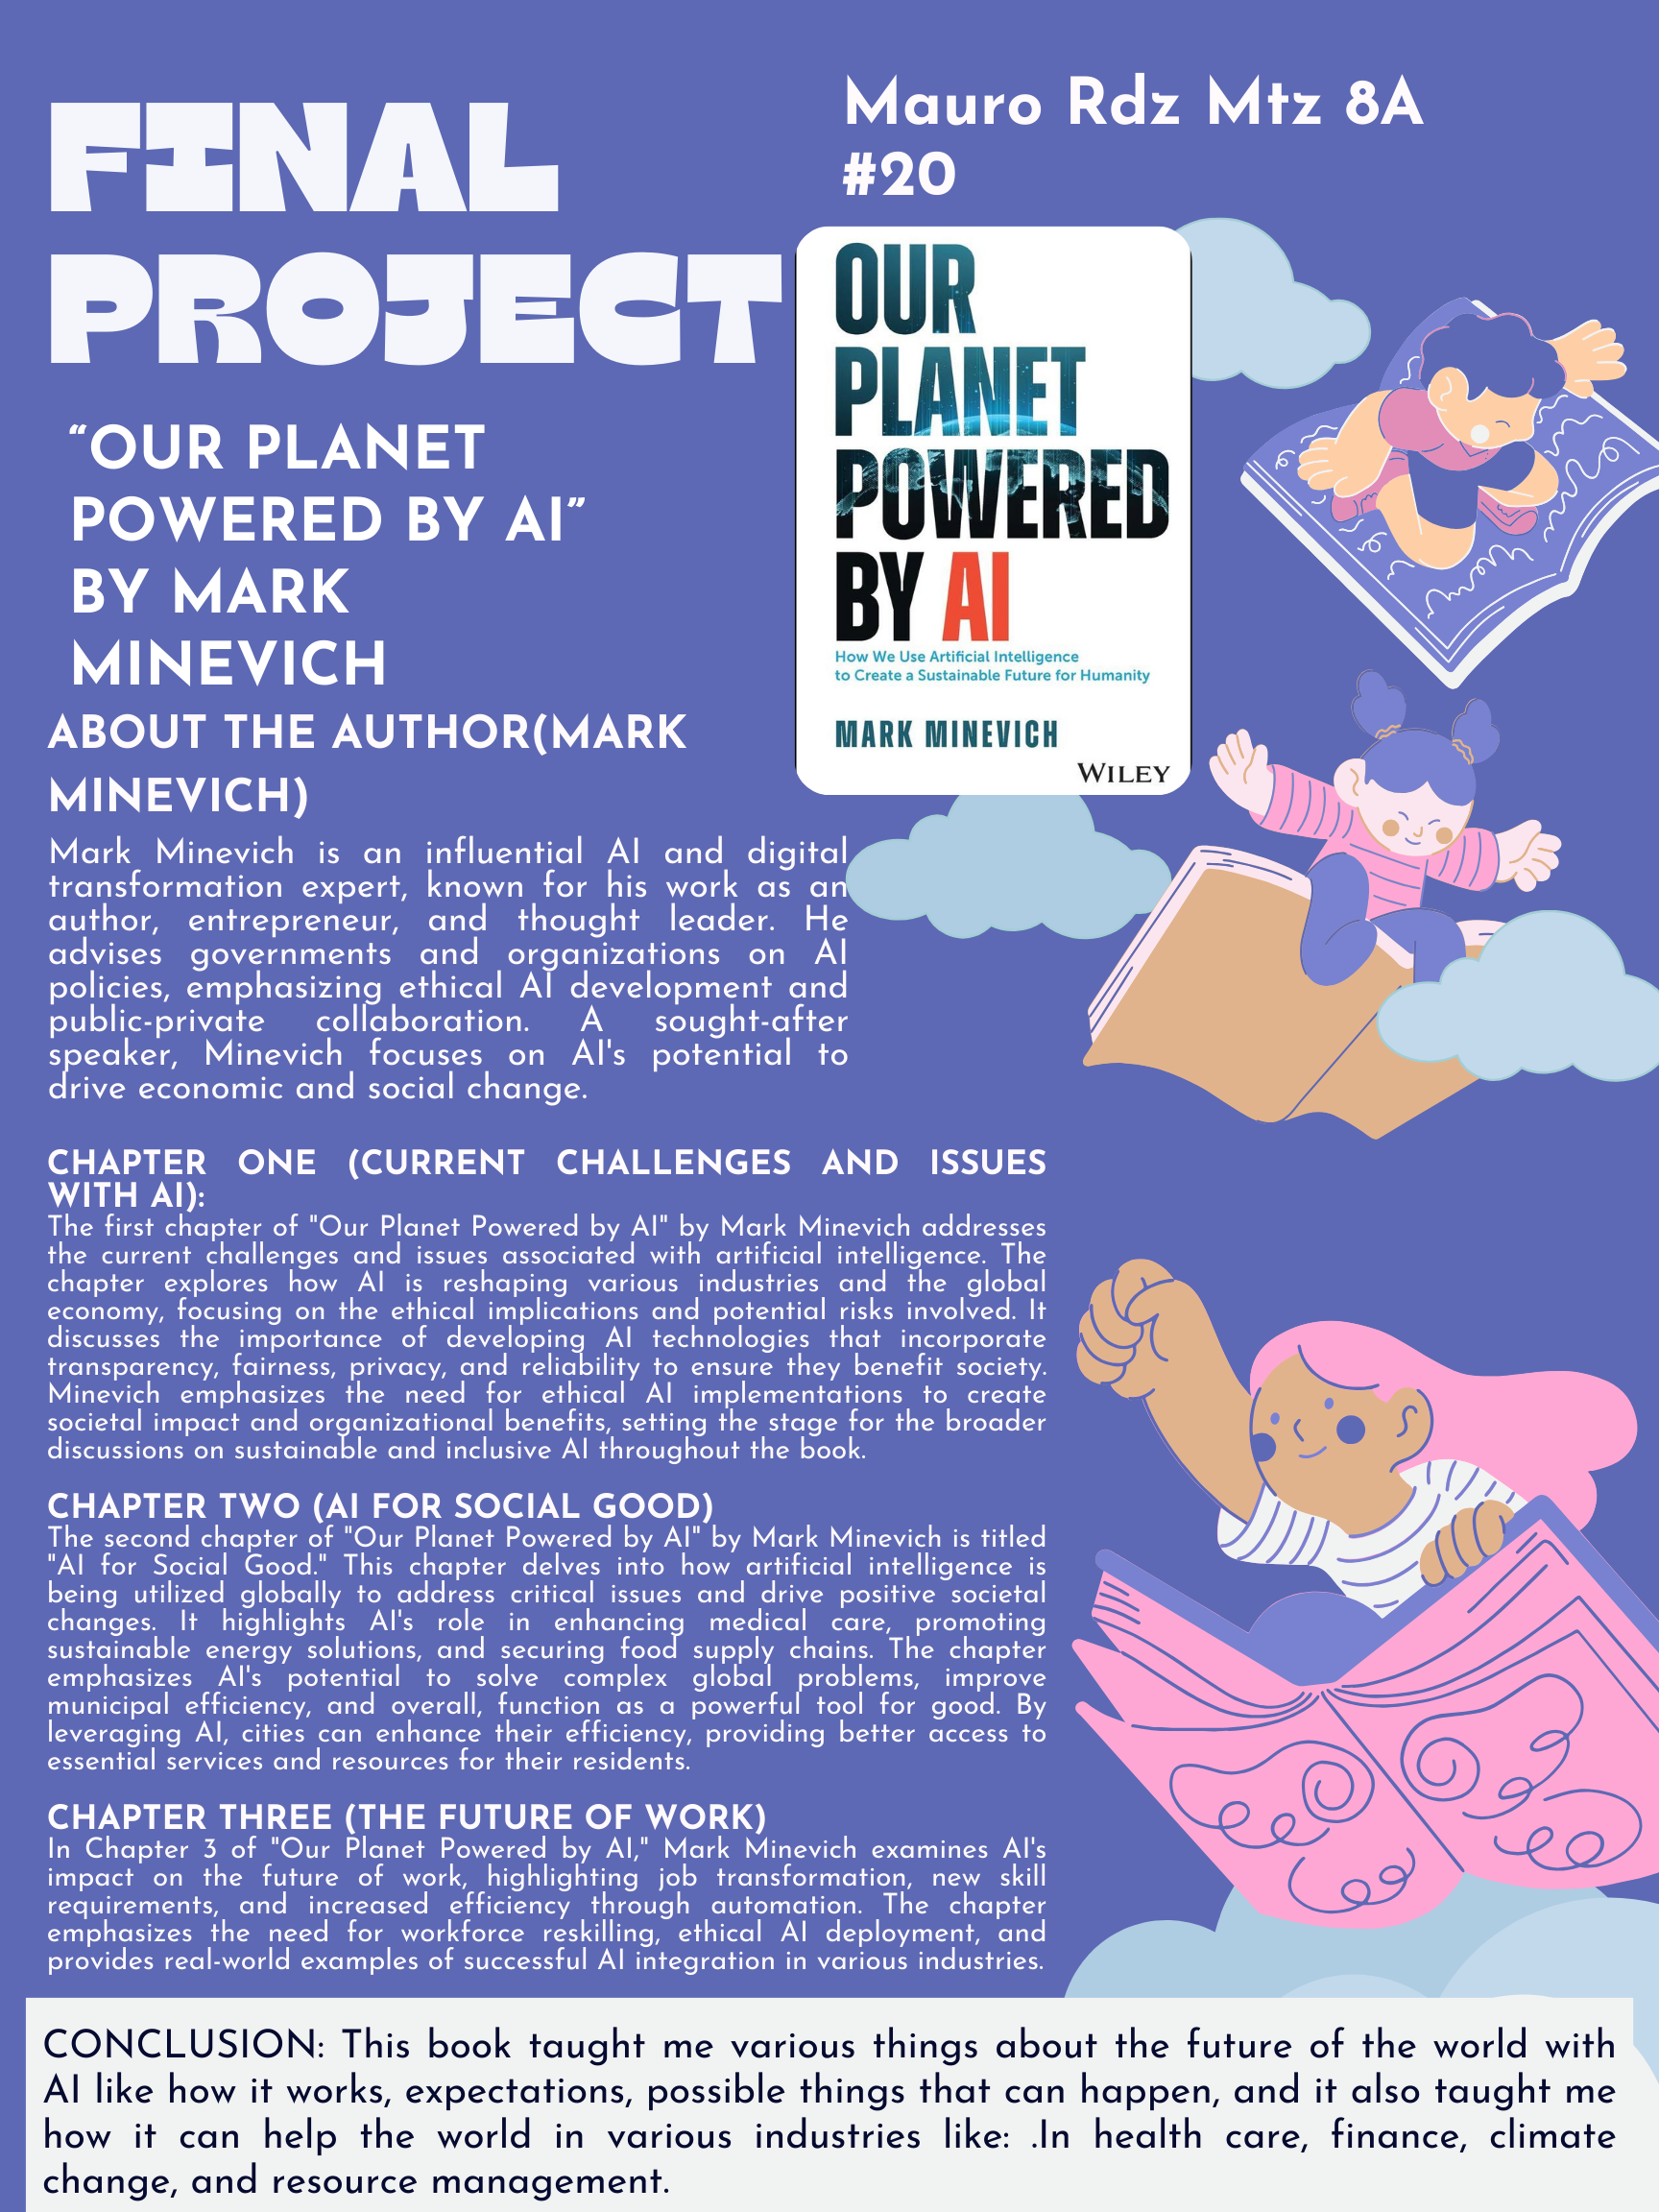 FINAL
PROJECT
Mauro Rdz Mtz 8A
#20
OUR
PLANET
POWERED
BY AI
How We Use Artificial Intelligence
to Create a Sustainable Future for Humanity
MARK MINEVICH
WILEY
“OUR PLANET
POWERED BY AI”
BY MARK
MINEVICH
ABOUT THE AUTHOR(MARK
MINEVICH)
Mark Minevich is an influential AI and digital
transformation expert, known for his work as an
author, entrepreneur, and thought leader. He
advises governments and organizations on AI
policies, emphasizing ethical AI development and
public-private collaboration. A sought-after
speaker, Minevich focuses on AI's potential to
drive economic and social change.
CHAPTER ONE (CURRENT CHALLENGES AND ISSUES
WITH AI):
The first chapter of "Our Planet Powered by AI" by Mark Minevich addresses
the current challenges and issues associated with artificial intelligence. The
chapter explores how AI is reshaping various industries and the global
economy, focusing on the ethical implications and potential risks involved. It
discusses the importance of developing AI technologies that incorporate
transparency, fairness, privacy, and reliability to ensure they benefit society.
Minevich emphasizes the need for ethical AI implementations to create
societal impact and organizational benefits, setting the stage for the broader
discussions on sustainable and inclusive AI throughout the book.
CHAPTER TWO (AI FOR SOCIAL GOOD)
The second chapter of "Our Planet Powered by AI" by Mark Minevich is titled
"AI for Social Good." This chapter delves into how artificial intelligence is
being utilized globally to address critical issues and drive positive societal
changes. It highlights AI's role in enhancing medical care, promoting
sustainable energy solutions, and securing food supply chains. The chapter
emphasizes AI's potential to solve complex global problems, improve
municipal efficiency, and overall, function as a powerful tool for good. By
leveraging AI, cities can enhance their efficiency, providing better access to
essential services and resources for their residents.
CHAPTER THREE (THE FUTURE OF WORK)
In Chapter 3 of "Our Planet Powered by AI," Mark Minevich examines AI's
impact on the future of work, highlighting job transformation, new skill
requirements, and increased efficiency through automation. The chapter
emphasizes the need for workforce reskilling, ethical AI deployment, and
provides real-world examples of successful AI integration in various industries.
CONCLUSION: This book taught me various things about the future of the world with
AI like how it works, expectations, possible things that can happen, and it also taught me
how it can help the world in various industries like: .In health care, finance, climate
change, and resource management.